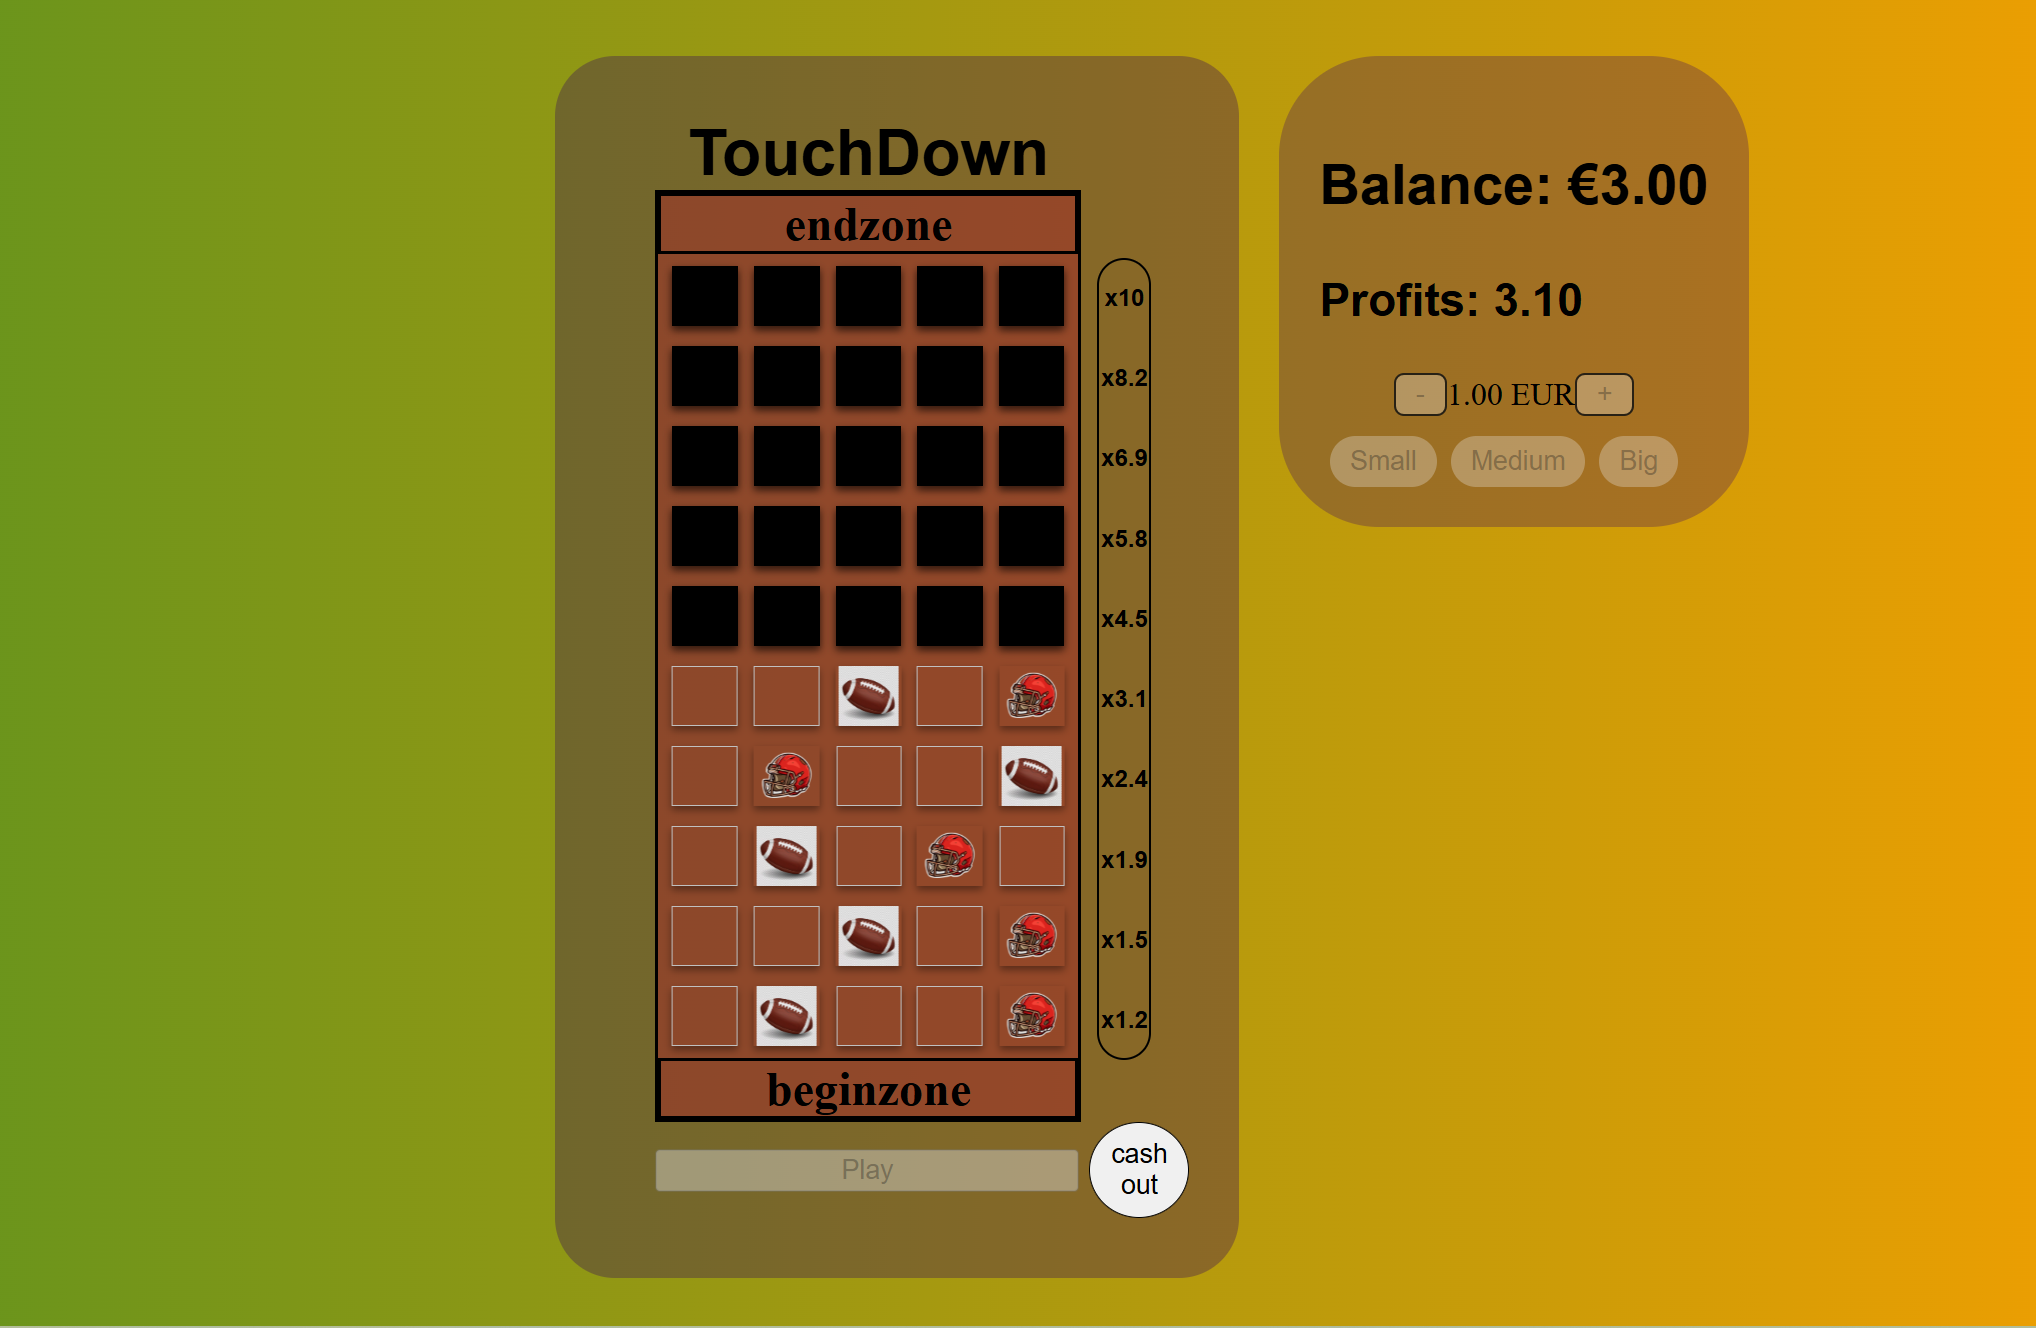 TouchDown
endzone
x10
x8.2
x6.9
x5.8
x4.5
x3.1
x2.4
x1.9
x1.5
x1.2
beginzone
Play
cash
out
Balance: €3.00
Profits: 3.10
- 1.00 EUR +
Small Medium Big